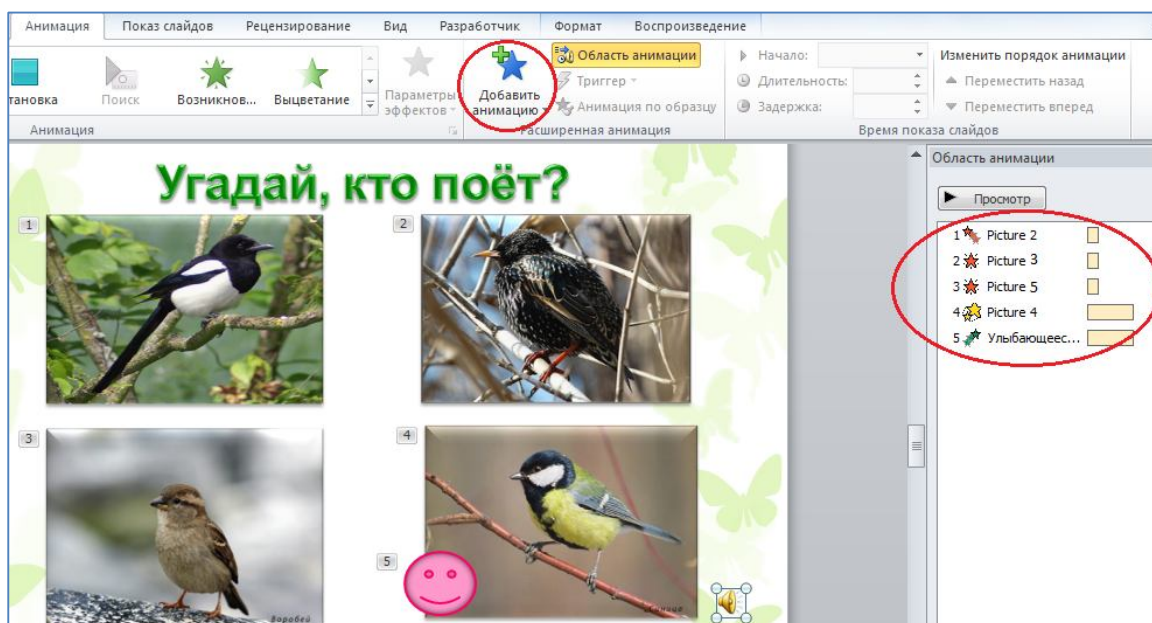 Анимация Показ слайдов Рецензирование Вид Разработчик Формат Воспроизведение
тановка Поиск Возникнов... Выцветание
Параметры эффектов
Добавить анимацию
Область анимации
Триггер
Анимация по образцу
Начало:
Длительность:
Задержка:
Изменить порядок анимации
Переместить назад
Переместить вперед
Анимация Расширенная анимация Время показа слайдов
Угадай, кто поёт?
1
2
3
Воробей
4
5
Область анимации
Просмотр
1 Picture 2
2 Picture 3
3 Picture 5
4 Picture 4
5 Улыбающеес...